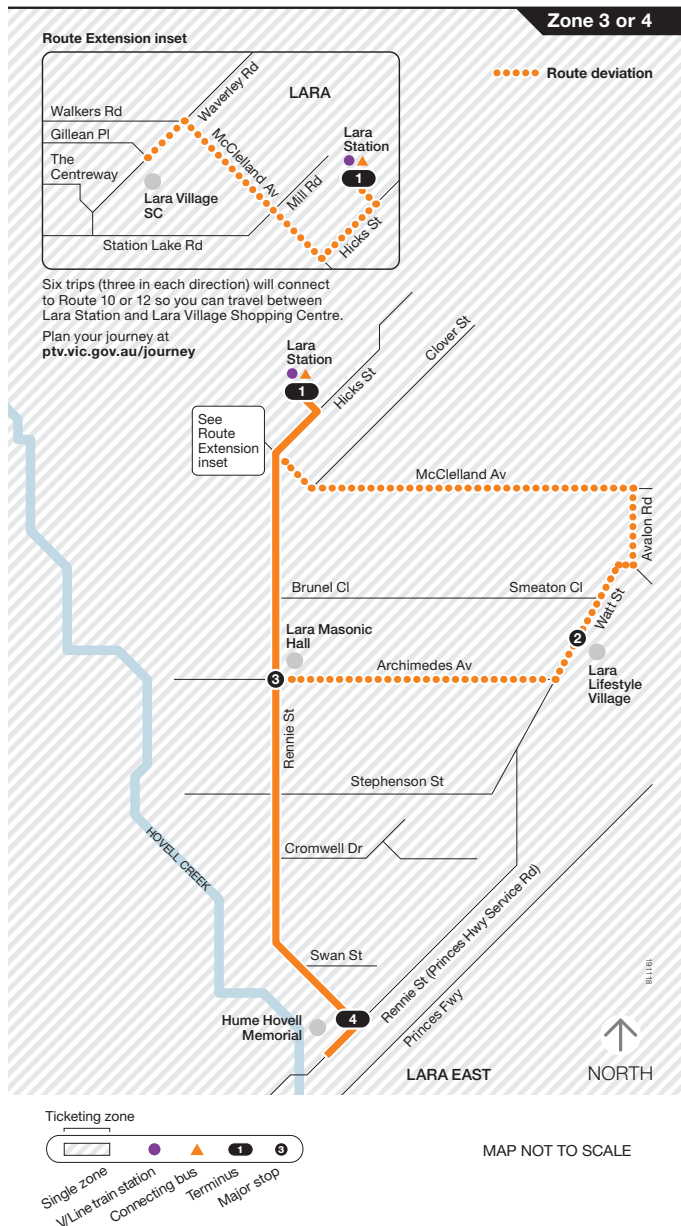 Zone 3 or 4
Route deviation
Route Extension inset
Waverley Rd
LARA
Walkers Rd
Gillean Pl
The
Centreway
McClelland Av
Lara
Station
1
Mill Rd
Lara Village
SC
Hicks St
Station Lake Rd
Six trips (three in each direction) will connect
to Route 10 or 12 so you can travel between
Lara Station and Lara Village Shopping Centre.
Plan your journey at
ptv.vic.gov.au/journey
Lara
Station
1
Hicks St
Clover St
See
Route
Extension
inset
McClelland Av
Avalon Rd
Brunel Cl
Smeaton Cl
Watt St
2
Lara Masonic
Hall
Archimedes Av
Lara
Lifestyle
Village
3
Rennie St
Stephenson St
HOVELL CREEK
Cromwell Dr
Rennie St (Princes Hwy Service Rd)
Swan St
191118
Princes Fwy
Hume Hovell
Memorial
4
LARA EAST
NORTH
Ticketing zone
1
3
Single zone
V/Line train station
Connecting bus
Terminus
Major stop
MAP NOT TO SCALE